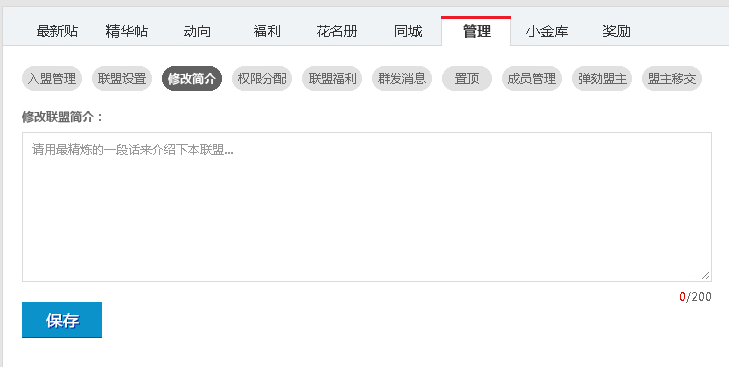 最新贴 精华帖 动向 福利 花名册 同城 管理 小金库 奖励
入盟管理 联盟设置 修改简介 权限分配 联盟福利 群发消息 置顶 成员管理 弹劾盟主 盟主移交
修改联盟简介：
请用最精炼的一段话来介绍下本联盟...
0/200
保存